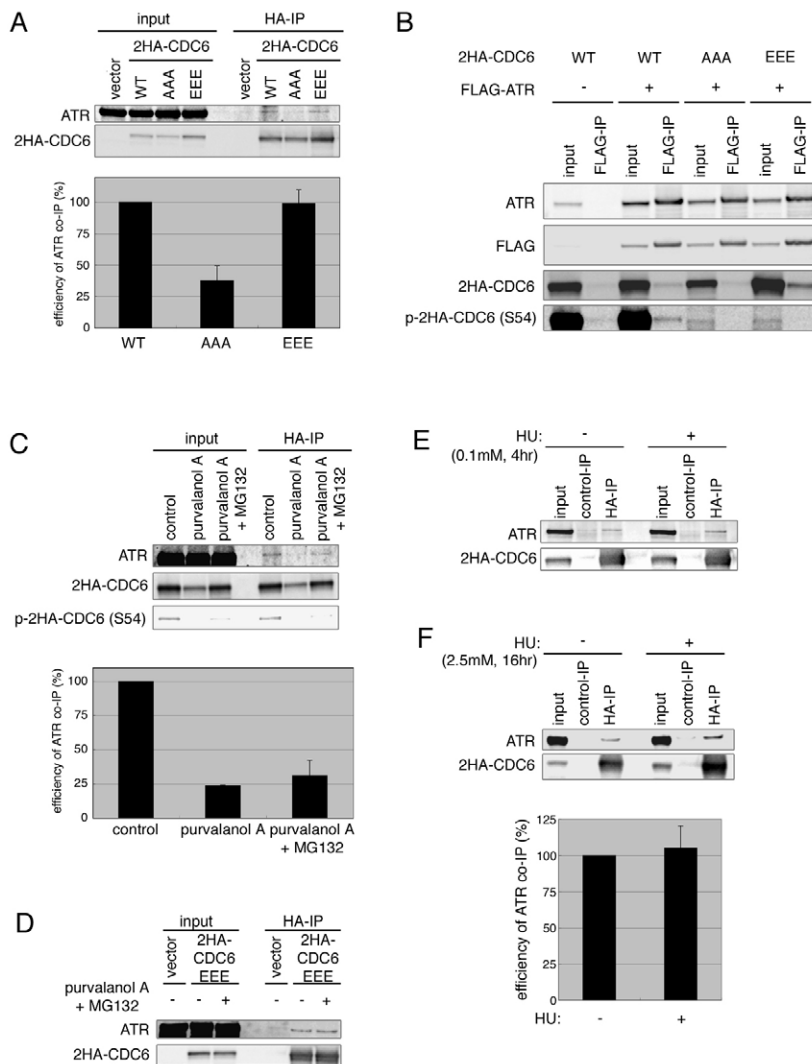 A
input
HA-IP
2HA-CDC6
2HA-CDC6
vector
WT
AAA
EEE
vector
WT
AAA
EEE
ATR
2HA-CDC6
efficiency of ATR co-IP (%)
100
75
50
25
0
WT
AAA
EEE
B
2HA-CDC6
WT
WT
AAA
EEE
FLAG-ATR
-
+
+
+
input
FLAG-IP
input
FLAG-IP
input
FLAG-IP
input
FLAG-IP
ATR
FLAG
2HA-CDC6
p-2HA-CDC6 (S54)
C
input
HA-IP
control
purvalanol A
purvalanol A
+ MG132
control
purvalanol A
purvalanol A
+ MG132
ATR
2HA-CDC6
p-2HA-CDC6 (S54)
efficiency of ATR co-IP (%)
100
75
50
25
0
control
purvalanol A
purvalanol A
+ MG132
D
input
HA-IP
vector
2HA-
CDC6
EEE
vector
2HA-
CDC6
EEE
purvalanol A
+ MG132
-
-
+
-
-
+
ATR
2HA-CDC6
E
HU:
(0.1mM, 4hr)
-
+
input
control-IP
HA-IP
input
control-IP
HA-IP
ATR
2HA-CDC6
F
HU:
(2.5mM, 16hr)
-
+
input
control-IP
HA-IP
input
control-IP
HA-IP
ATR
2HA-CDC6
efficiency of ATR co-IP (%)
125
100
75
50
25
0
HU:
-
+